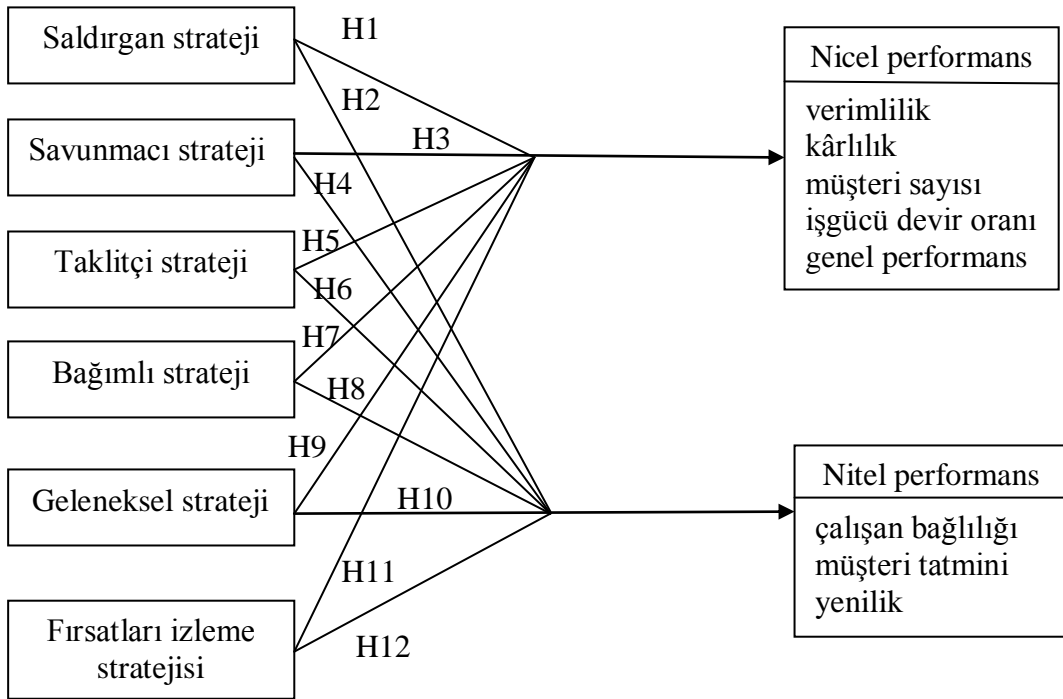 Saldırgan strateji
Savunmacı strateji
Taklitçi strateji
Bağımlı strateji
Geleneksel strateji
Fırsatları izleme
stratejisi
H1
H2
H3
H4
H5
H6
H7
H8
H9
H10
H11
H12
Nicel performans
verimlilik
kârlılık
müşteri sayısı
işgücü devir oranı
genel performans
Nitel performans
çalışan bağlılığı
müşteri tatmini
yenilik